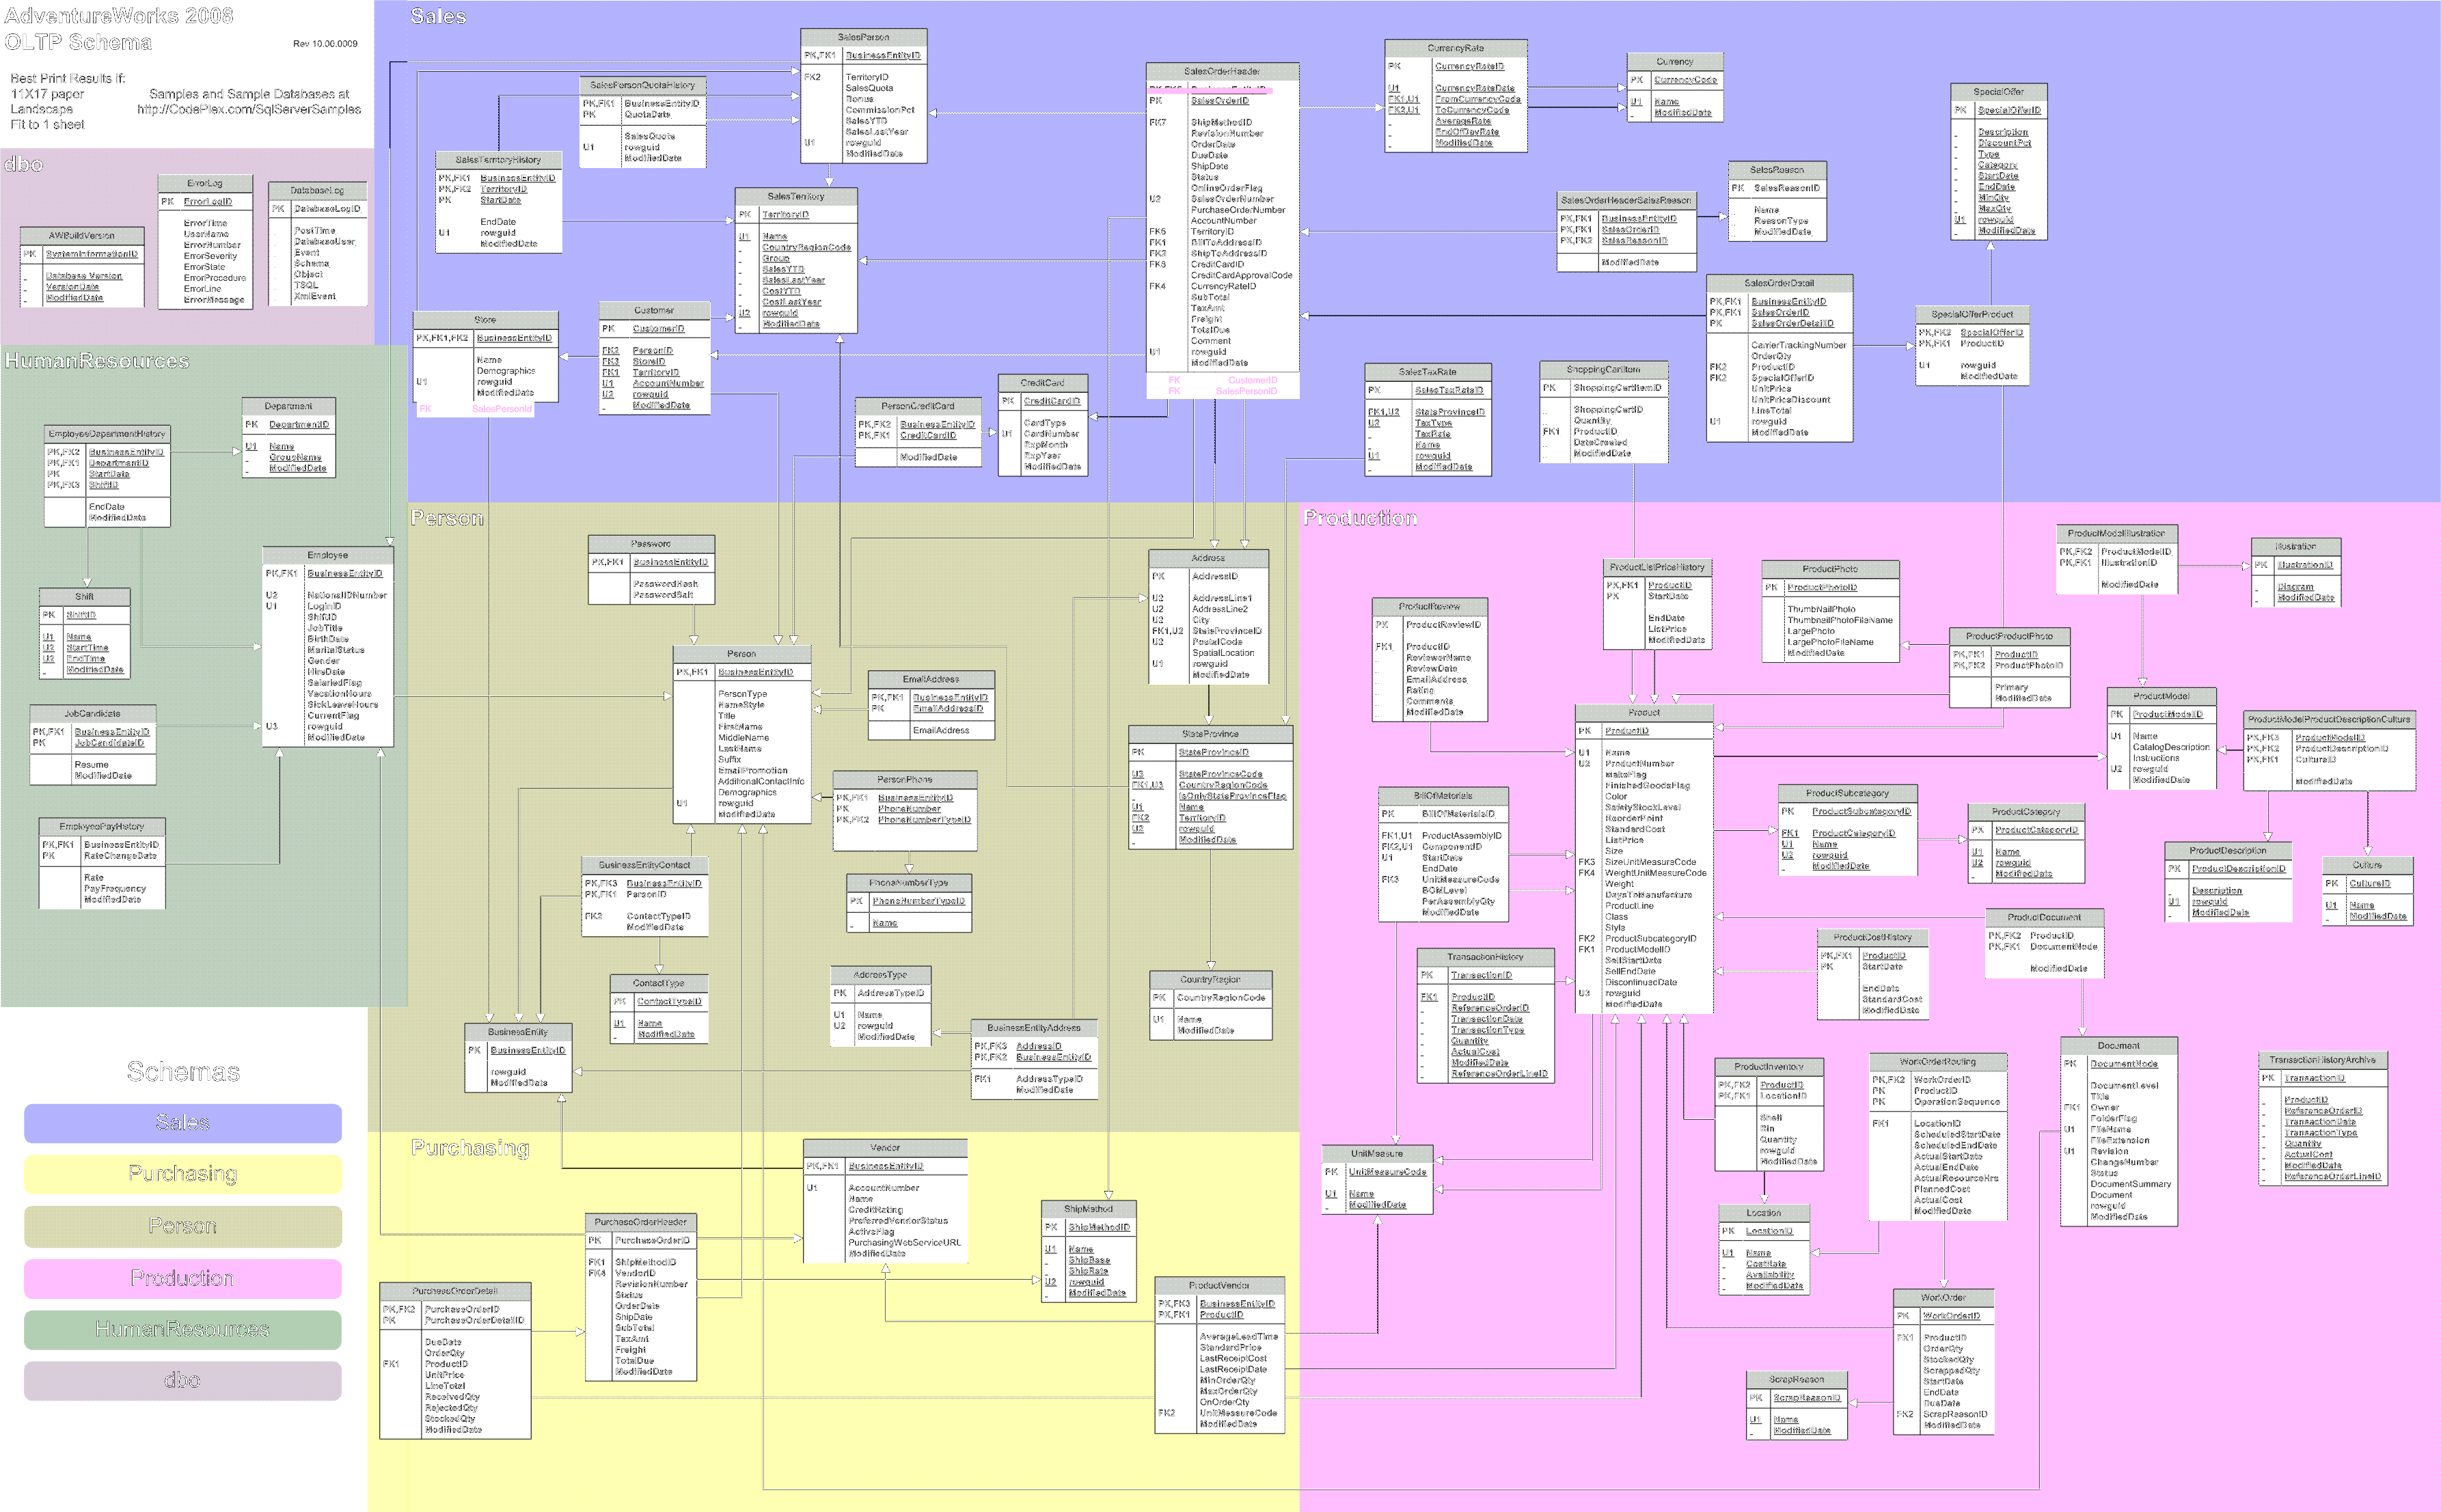 AdventureWorks 2008
OLTP Schema
Rev 10.00.0009
Best Print Results if:
11X17 paper
Landscape
Fit to 1 sheet
Samples and Sample Databases at
http://CodePlex.com/SqlServerSamples
dbo
AWBuildVersion
PK SystemInformationID
Database Version
VersionDate
ModifiedDate
ErrorLog
PK ErrorLogID
ErrorTime
UserName
ErrorNumber
ErrorSeverity
ErrorState
ErrorProcedure
ErrorLine
ErrorMessage
DatabaseLog
PK DatabaseLogID
PostTime
DatabaseUser
Event
Schema
Object
TSQL
XmlEvent
HumanResources
Department
PK DepartmentID
U1 Name
GroupName
ModifiedDate
EmployeeDepartmentHistory
PK,FK2 BusinessEntityID
PK,FK1 DepartmentID
PK StartDate
PK,FK3 ShiftID
EndDate
ModifiedDate
Shift
PK ShiftID
U1 Name
U2 StartTime
U2 EndTime
ModifiedDate
Employee
PK,FK1 BusinessEntityID
U2 NationalIDNumber
U1 LoginID
ShiftID
JobTitle
BirthDate
MaritalStatus
Gender
HireDate
SalariedFlag
VacationHours
SickLeaveHours
CurrentFlag
U3 rowguid
ModifiedDate
JobCandidate
PK,FK1 BusinessEntityID
PK JobCandidateID
Resume
ModifiedDate
EmployeePayHistory
PK,FK1 BusinessEntityID
PK RateChangeDate
Rate
PayFrequency
ModifiedDate
Schemas
Sales
Purchasing
Person
Production
HumanResources
dbo
Sales
SalesPerson
PK,FK1 BusinessEntityID
FK2 TerritoryID
SalesQuota
Bonus
CommissionPct
SalesYTD
SalesLastYear
U1 rowguid
ModifiedDate
SalesPersonQuotaHistory
PK,FK1 BusinessEntityID
PK QuotaDate
SalesQuota
U1 rowguid
ModifiedDate
SalesTerritoryHistory
PK,FK1 BusinessEntityID
PK,FK2 TerritoryID
PK StartDate
EndDate
U1 rowguid
ModifiedDate
SalesTerritory
PK TerritoryID
U1 Name
CountryRegionCode
Group
SalesYTD
SalesLastYear
CostYTD
CostLastYear
U2 rowguid
ModifiedDate
Store
PK,FK1,FK2 BusinessEntityID
Name
Demographics
U1 rowguid
ModifiedDate
FK SalesPersonId
Customer
PK CustomerID
FK2 PersonID
FK3 StoreID
FK1 TerritoryID
U1 AccountNumber
U2 rowguid
ModifiedDate
SalesOrderHeader
PK SalesOrderID
FK7 ShipMethodID
RevisionNumber
OrderDate
DueDate
ShipDate
Status
OnlineOrderFlag
U2 SalesOrderNumber
PurchaseOrderNumber
AccountNumber
FK5 TerritoryID
FK1 BillToAddressID
FK2 ShipToAddressID
FK3 CreditCardID
CreditCardApprovalCode
FK4 CurrencyRateID
SubTotal
TaxAmt
Freight
TotalDue
Comment
U1 rowguid
ModifiedDate
FK CustomerID
FK SalesPersonID
PersonCreditCard
PK,FK2 BusinessEntityID
PK,FK1 CreditCardID
ModifiedDate
CreditCard
PK CreditCardID
CardType
U1 CardNumber
ExpMonth
ExpYear
ModifiedDate
CurrencyRate
PK CurrencyRateID
U1 CurrencyRateDate
FK1,U1 FromCurrencyCode
FK2,U1 ToCurrencyCode
AverageRate
EndOfDayRate
ModifiedDate
Currency
PK CurrencyCode
U1 Name
ModifiedDate
SalesReason
PK SalesReasonID
Name
ReasonType
ModifiedDate
SalesOrderHeaderSalesReason
PK,FK1 BusinessEntityID
PK,FK1 SalesOrderID
PK,FK2 SalesReasonID
ModifiedDate
SpecialOffer
PK SpecialOfferID
Description
DiscountPct
Type
Category
StartDate
EndDate
MinQty
MaxQty
U1 rowguid
ModifiedDate
SalesOrderDetail
PK,FK1 BusinessEntityID
PK,FK1 SalesOrderID
PK SalesOrderDetailID
CarrierTrackingNumber
OrderQty
FK2 ProductID
FK2 SpecialOfferID
UnitPrice
UnitPriceDiscount
LineTotal
U1 rowguid
ModifiedDate
SpecialOfferProduct
PK,FK2 SpecialOfferID
PK,FK1 ProductID
U1 rowguid
ModifiedDate
SalesTaxRate
PK SalesTaxRateID
FK1,U2 StateProvinceID
U2 TaxType
TaxRate
Name
U1 rowguid
ModifiedDate
ShoppingCartItem
PK ShoppingCartItemID
ShoppingCartID
Quantity
FK1 ProductID
DateCreated
ModifiedDate
Person
Password
PK,FK1 BusinessEntityID
PasswordHash
PasswordSalt
Person
PK,FK1 BusinessEntityID
PersonType
NameStyle
Title
FirstName
MiddleName
LastName
Suffix
EmailPromotion
AdditionalContactInfo
Demographics
U1 rowguid
ModifiedDate
EmailAddress
PK,FK1 BusinessEntityID
PK EmailAddressID
EmailAddress
PersonPhone
PK,FK1 BusinessEntityID
PK PhoneNumber
PK,FK2 PhoneNumberTypeID
PhoneNumberType
PK PhoneNumberTypeID
Name
Address
PK AddressID
U2 AddressLine1
U2 AddressLine2
U2 City
FK1,U2 StateProvinceID
U2 PostalCode
SpatialLocation
U1 rowguid
ModifiedDate
StateProvince
PK StateProvinceID
U3 StateProvinceCode
FK1,U3 CountryRegionCode
IsOnlyStateProvinceFlag
U1 Name
FK2 TerritoryID
U2 rowguid
ModifiedDate
CountryRegion
PK CountryRegionCode
U1 Name
ModifiedDate
BusinessEntityContact
PK,FK3 BusinessEntityID
PK,FK1 PersonID
FK2 ContactTypeID
ModifiedDate
ContactType
PK ContactTypeID
U1 Name
ModifiedDate
AddressType
PK AddressTypeID
U1 Name
U2 rowguid
ModifiedDate
BusinessEntity
PK BusinessEntityID
rowguid
ModifiedDate
BusinessEntityAddress
PK,FK3 AddressID
PK,FK2 BusinessEntityID
FK1 AddressTypeID
ModifiedDate
Purchasing
Vendor
PK,FK1 BusinessEntityID
U1 AccountNumber
Name
CreditRating
PreferredVendorStatus
ActiveFlag
PurchasingWebServiceURL
ModifiedDate
PurchaseOrderHeader
PK PurchaseOrderID
FK1 ShipMethodID
FK4 VendorID
RevisionNumber
Status
OrderDate
ShipDate
SubTotal
TaxAmt
Freight
TotalDue
ModifiedDate
PurchaseOrderDetail
PK,FK2 PurchaseOrderID
PK PurchaseOrderDetailID
DueDate
OrderQty
FK1 ProductID
UnitPrice
LineTotal
ReceivedQty
RejectedQty
StockedQty
ModifiedDate
ShipMethod
PK ShipMethodID
U1 Name
ShipBase
ShipRate
U2 rowguid
ModifiedDate
ProductVendor
PK,FK3 BusinessEntityID
PK,FK1 ProductID
AverageLeadTime
StandardPrice
LastReceiptCost
LastReceiptDate
MinOrderQty
MaxOrderQty
OnOrderQty
FK2 UnitMeasureCode
ModifiedDate
Production
ProductReview
PK ProductReviewID
FK1 ProductID
ReviewerName
ReviewDate
EmailAddress
Rating
Comments
ModifiedDate
ProductListPriceHistory
PK,FK1 ProductID
PK StartDate
EndDate
ListPrice
ModifiedDate
ProductPhoto
PK ProductPhotoID
ThumbNailPhoto
ThumbnailPhotoFileName
LargePhoto
LargePhotoFileName
ModifiedDate
ProductProductPhoto
PK,FK1 ProductID
PK,FK2 ProductPhotoID
Primary
ModifiedDate
ProductModelIllustration
PK,FK2 ProductModelID
PK,FK1 IllustrationID
ModifiedDate
Illustration
PK IllustrationID
Diagram
ModifiedDate
Product
PK ProductID
U1 Name
U2 ProductNumber
MakeFlag
FinishedGoodsFlag
Color
SafetyStockLevel
ReorderPoint
StandardCost
ListPrice
Size
FK3 SizeUnitMeasureCode
FK4 WeightUnitMeasureCode
Weight
DaysToManufacture
ProductLine
Class
Style
FK2 ProductSubcategoryID
FK1 ProductModelID
SellStartDate
SellEndDate
DiscontinuedDate
U3 rowguid
ModifiedDate
ProductModel
PK ProductModelID
U1 Name
CatalogDescription
Instructions
U2 rowguid
ModifiedDate
ProductModelProductDescriptionCulture
PK,FK3 ProductModelID
PK,FK2 ProductDescriptionID
PK,FK1 CultureID
ModifiedDate
BillOfMaterials
PK BillOfMaterialsID
FK1,U1 ProductAssemblyID
FK2,U1 ComponentID
U1 StartDate
EndDate
FK3 UnitMeasureCode
BOMLevel
PerAssemblyQty
ModifiedDate
ProductSubcategory
PK ProductSubcategoryID
FK1 ProductCategoryID
U1 Name
U2 rowguid
ModifiedDate
ProductCategory
PK ProductCategoryID
U1 Name
U2 rowguid
ModifiedDate
ProductDescription
PK ProductDescriptionID
Description
U1 rowguid
ModifiedDate
Culture
PK CultureID
U1 Name
ModifiedDate
TransactionHistory
PK TransactionID
FK1 ProductID
ReferenceOrderID
TransactionDate
TransactionType
Quantity
ActualCost
ModifiedDate
ReferenceOrderLineID
ProductCostHistory
PK,FK1 ProductID
PK StartDate
EndDate
StandardCost
ModifiedDate
ProductDocument
PK,FK2 ProductID
PK,FK1 DocumentNode
ModifiedDate
UnitMeasure
PK UnitMeasureCode
U1 Name
ModifiedDate
ProductInventory
PK,FK2 ProductID
PK,FK1 LocationID
Shelf
Bin
Quantity
rowguid
ModifiedDate
Location
PK LocationID
U1 Name
CostRate
Availability
ModifiedDate
WorkOrderRouting
PK,FK2 WorkOrderID
PK ProductID
PK OperationSequence
FK1 LocationID
ScheduledStartDate
ScheduledEndDate
ActualStartDate
ActualEndDate
ActualResourceHrs
PlannedCost
ActualCost
ModifiedDate
Document
PK DocumentNode
DocumentLevel
Title
FK1 Owner
FolderFlag
U1 FileName
FileExtension
U1 Revision
ChangeNumber
Status
DocumentSummary
Document
rowguid
ModifiedDate
TransactionHistoryArchive
PK TransactionID
ProductID
ReferenceOrderID
TransactionDate
TransactionType
Quantity
ActualCost
ModifiedDate
ReferenceOrderLineID
WorkOrder
PK WorkOrderID
FK1 ProductID
OrderQty
StockedQty
ScrappedQty
StartDate
EndDate
DueDate
FK2 ScrapReasonID
ModifiedDate
ScrapReason
PK ScrapReasonID
U1 Name
ModifiedDate